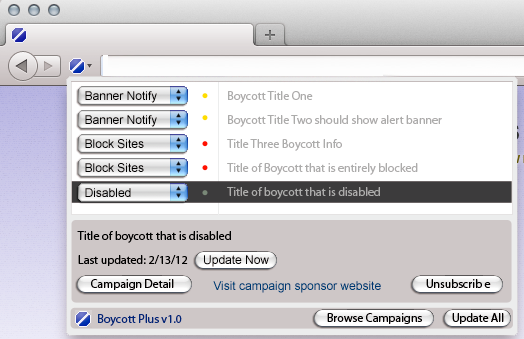 Banner Notify Boycott Title One
Banner Notify Boycott Title Two should show alert banner
Block Sites Title Three Boycott Info
Block Sites Title of Boycott that is entirely blocked
Disabled Title of boycott that is disabled
Title of boycott that is disabled
Last updated: 2/13/12 Update Now
Campaign Detail Visit campaign sponsor website Unsubscribe
Boycott Plus v1.0 Browse Campaigns Update All